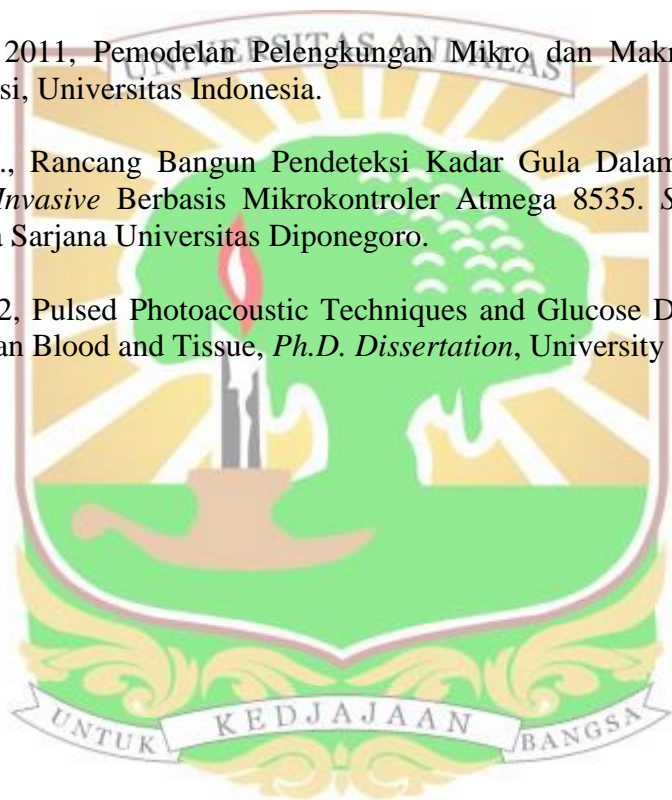 UNIVERSITAS ANDALAS
2011, Pemodelan Pelengkungan Mikro dan Makr
si, Universitas Indonesia.
., Rancang Bangun Pendeteksi Kadar Gula Dalam
Invasive Berbasis Mikrokontroler Atmega 8535. S
a Sarjana Universitas Diponegoro.
2, Pulsed Photoacoustic Techniques and Glucose D
an Blood and Tissue, Ph.D. Dissertation, University
UNTUK KEDJAJAAN BANGSA